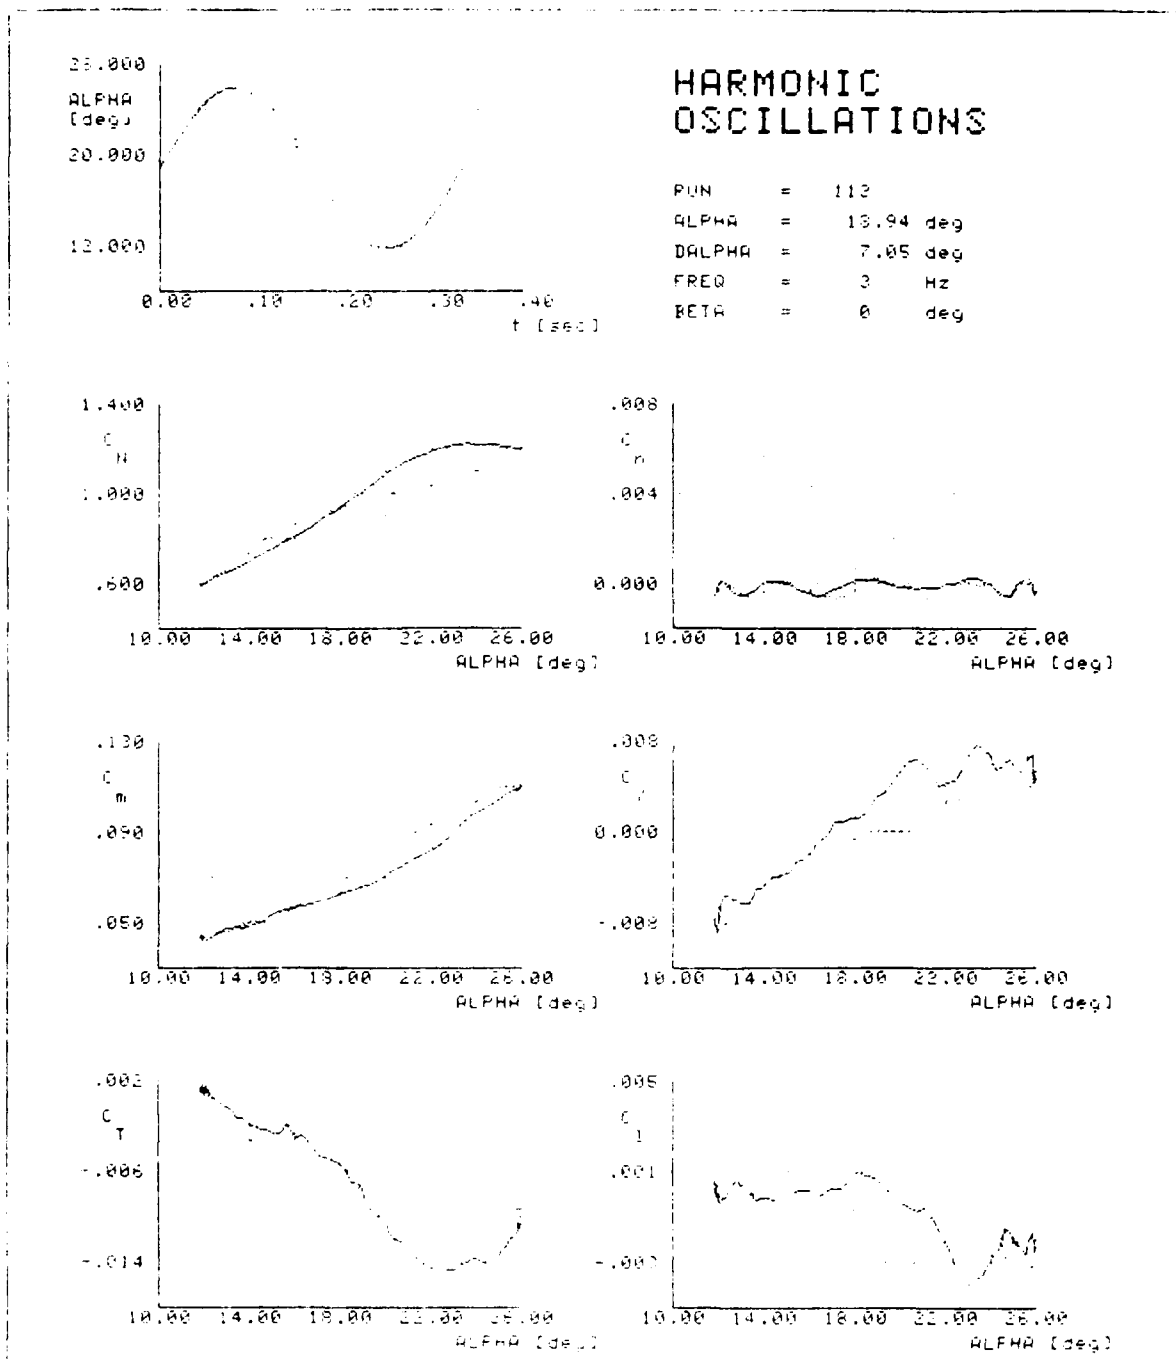 HARMONIC
OSCILLATIONS
ALPHA
[deg]
20.000
12.000
0.00 .10 .20 .30 .40
t [sec]
RUN =
ALPHA = deg
DALPHA = 7.05 deg
FREQ = 3 Hz
BETA = 0 deg
1.400
C
N
1.000
.600
10.00 14.00 18.00 22.00 26.00
ALPHA [deg]
.008
C
n
.004
0.000
10.00 14.00 18.00 22.00 26.00
ALPHA [deg]
.130
C
m
.090
.050
10.00 14.00 18.00 22.00 26.00
ALPHA [deg]
.008
C
0.000
-.008
10.00 14.00 18.00 22.00 26.00
ALPHA [deg]
.002
C
T
-.006
-.014
10.00 14.00 18.00 22.00 26.00
ALPHA [deg]
.005
C
l
.001
10.00 14.00 18.00 22.00 26.00
ALPHA [deg]